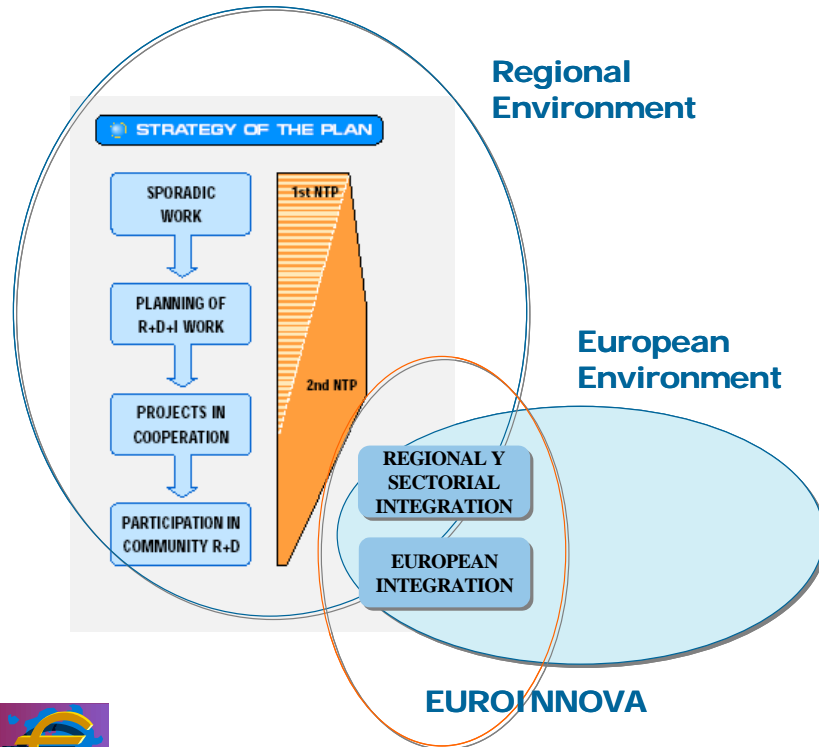 Regional
Environment
STRATEGY OF THE PLAN
SPORADIC
WORK
1st NTP
PLANNING OF
R+D+I WORK
European
Environment
2nd NTP
PROJECTS IN
COOPERATION
REGIONAL Y
SECTORIAL
INTEGRATION
PARTICIPATION IN
COMMUNITY R+D
EUROPEAN
INTEGRATION
EUROINNOVA